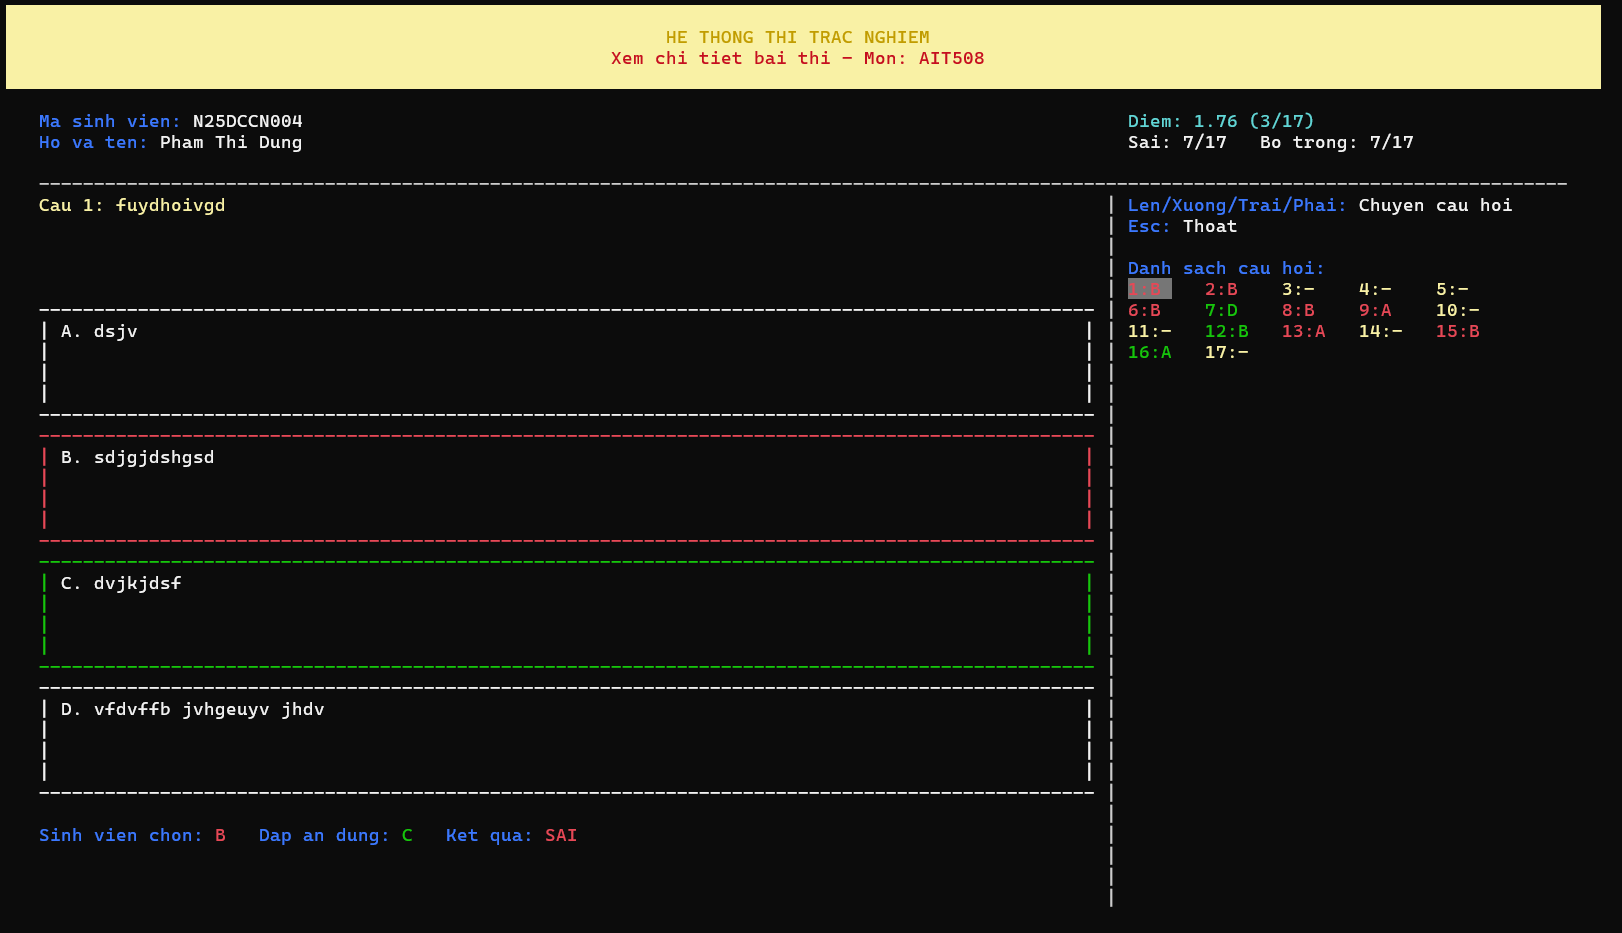 HE THONG THI TRAC NGHIEM
Xem chi tiet bai thi - Mon: AIT508
Ma sinh vien: N25DCCN004
Ho va ten: Pham Thi Dung
Diem: 1.76 (3/17)
Sai: 7/17 Bo trong: 7/17
Cau 1: fuydhoivgd
A. dsjv
B. sdjgjdshgsd
C. dvjkjdsf
D. vfdvffb jvhgeuyv jhdv
Sinh vien chon: B Dap an dung: C Ket qua: SAI
Len/Xuong/Trai/Phai: Chuyen cau hoi
Esc: Thoat
Danh sach cau hoi:
1:B 2:B 3:- 4:- 5:-
6:B 7:D 8:B 9:A 10:-
11:- 12:B 13:A 14:- 15:B
16:A 17:-